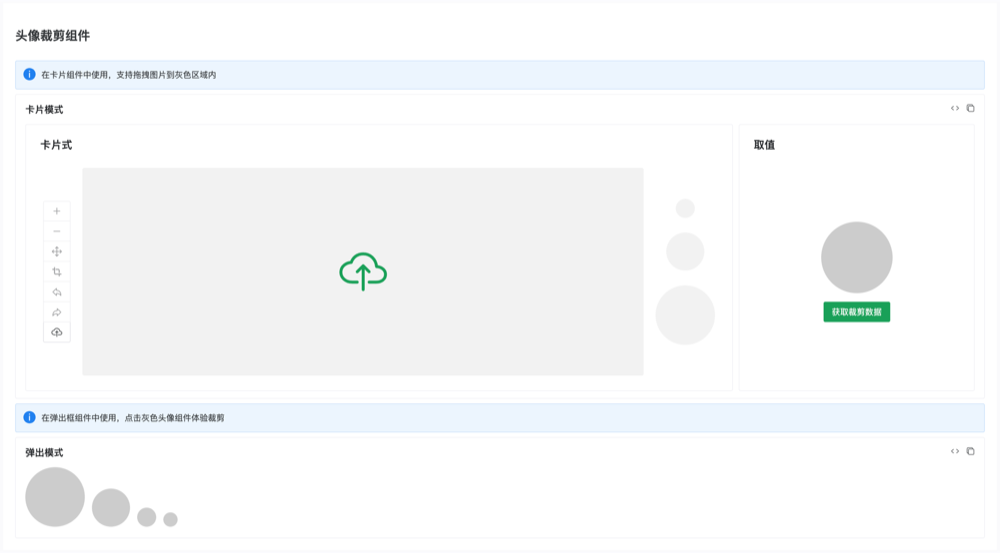 头像裁剪组件
在卡片组件中使用，支持拖拽图片到灰色区域内
卡片模式
卡片式
取值
获取裁剪数据
在弹出框组件中使用，点击灰色头像组件体验裁剪
弹出模式